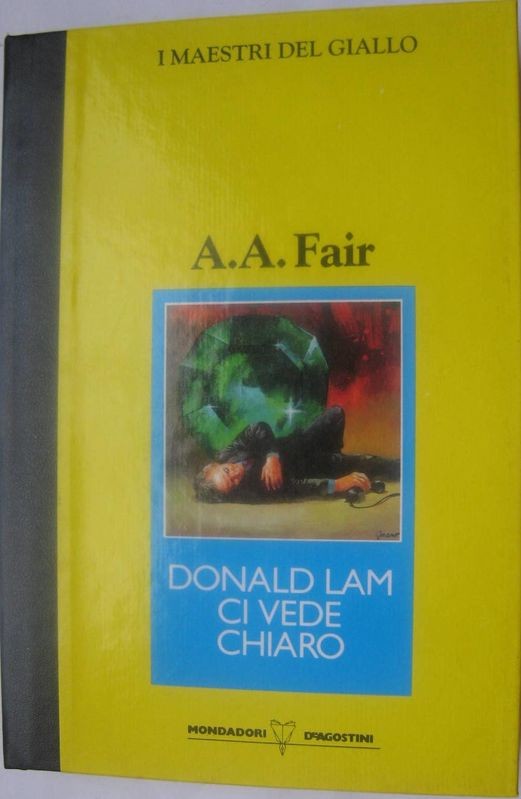 I MAESTRI DEL GIALLO
A.A. Fair
DONALD LAM
CI VEDE
CHIARO
MONDADORI DEAGOSTINI